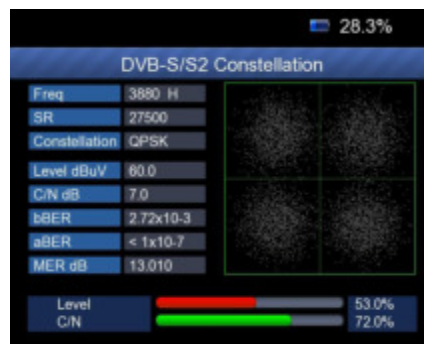 28.3%
DVB-S/S2 Constellation
Freq 3880 H
SR 27500
Constellation QPSK
Level dBuV 60.0
C/N dB 7.0
bBER 2.72x10-3
aBER < 1x10-7
MER dB 13.010
Level 53.0%
C/N 72.0%